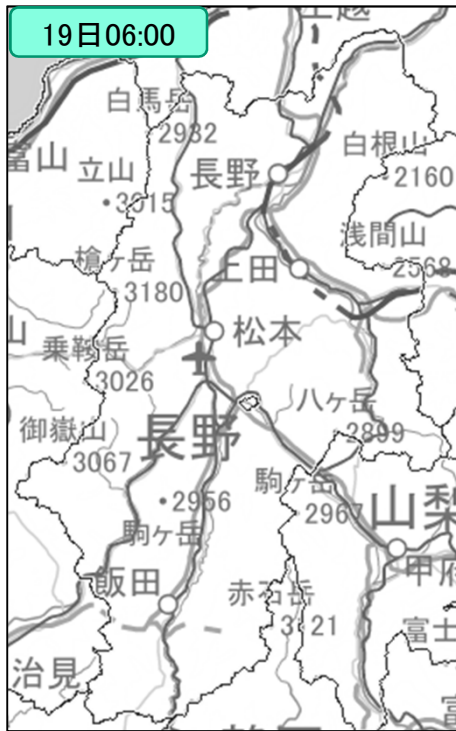 19日06:00
上越
白馬岳
2932
富山
立山
3015
長野
白根山
2160
浅間山
2568
槍ヶ岳
3180
上田
松本
乗鞍岳
3026
八ヶ岳
2899
御嶽山
3067
長野
駒ヶ岳
2967
山梨
2956
駒ヶ岳
甲府
飯田
赤石岳
3121
富士
治見